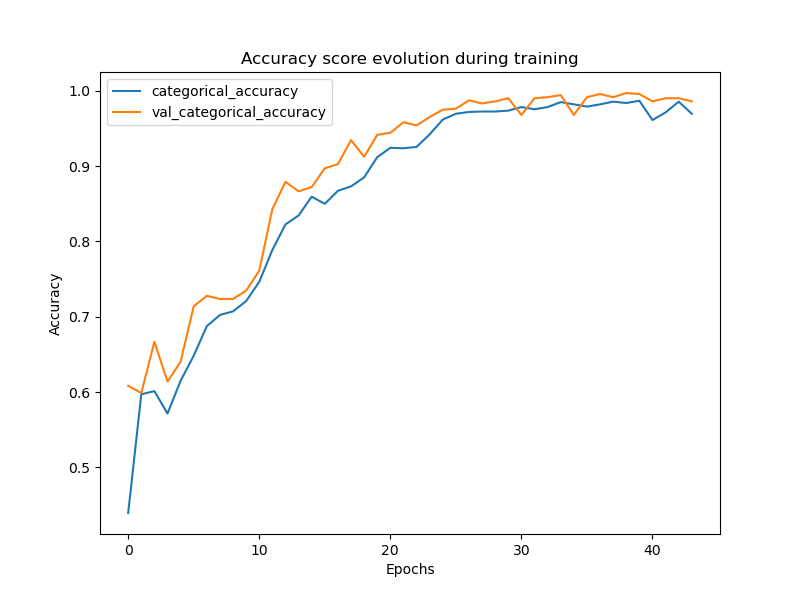 Accuracy score evolution during training
categorical_accuracy
val_categorical_accuracy
1.0
0.9
0.8
0.7
0.6
0.5
Accuracy
0 10 20 30 40
Epochs